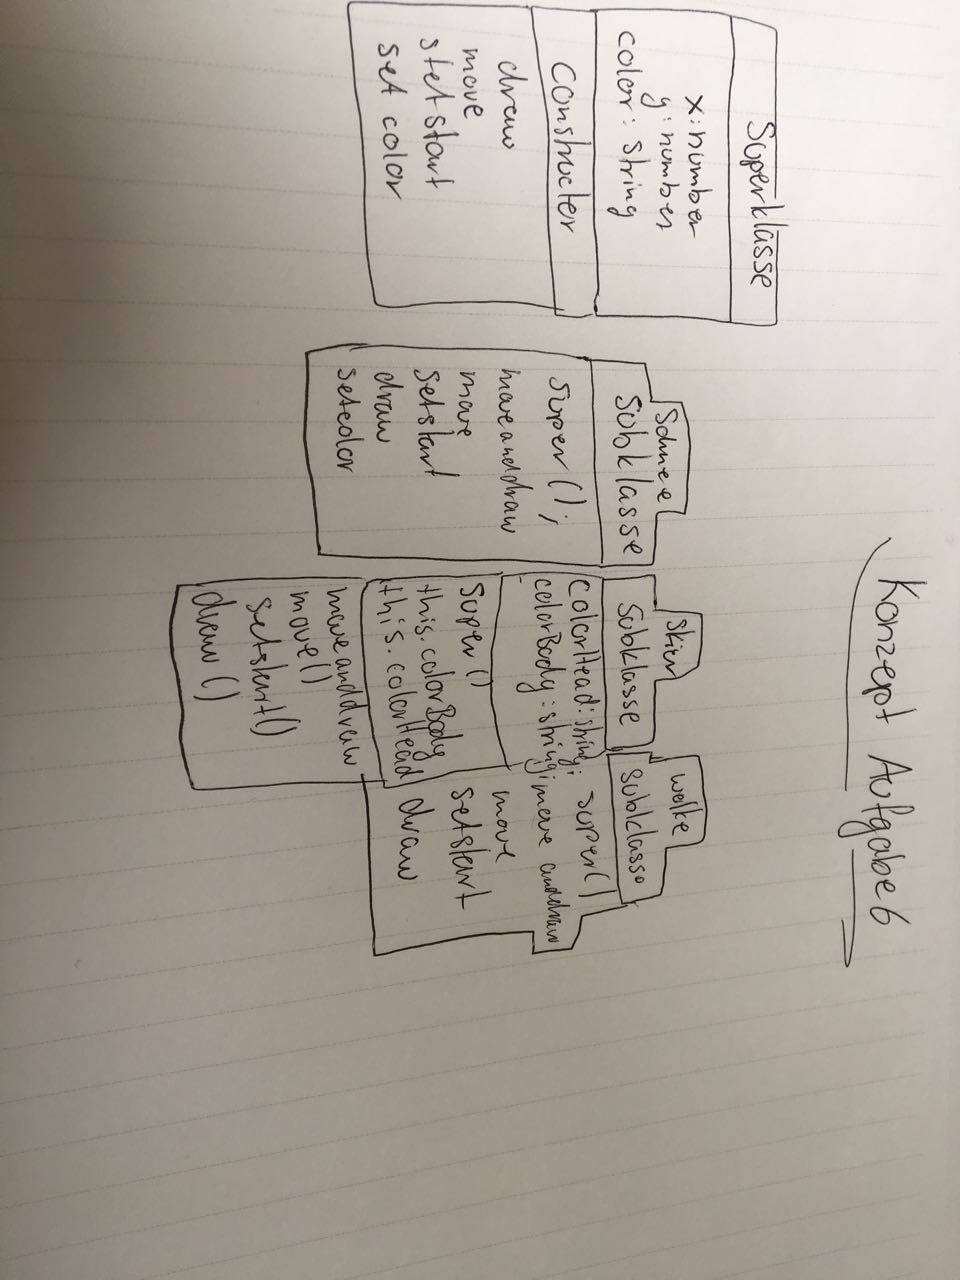 Konzept Aufgabe 6
Superklasse
x: number
y: number
color: string
constructor
draw
move
stet start
set color
Schnee
Subklasse
super();
moveanddraw
move
setstart
draw
setcolor
Skier
Subklasse
colorHead: string;
colorBody: string;
super()
this.colorBody
this.colorHead
moveanddraw
move()
setstart()
draw()
wolke
Subklasse
super()
move anddraw
move
setstart
draw